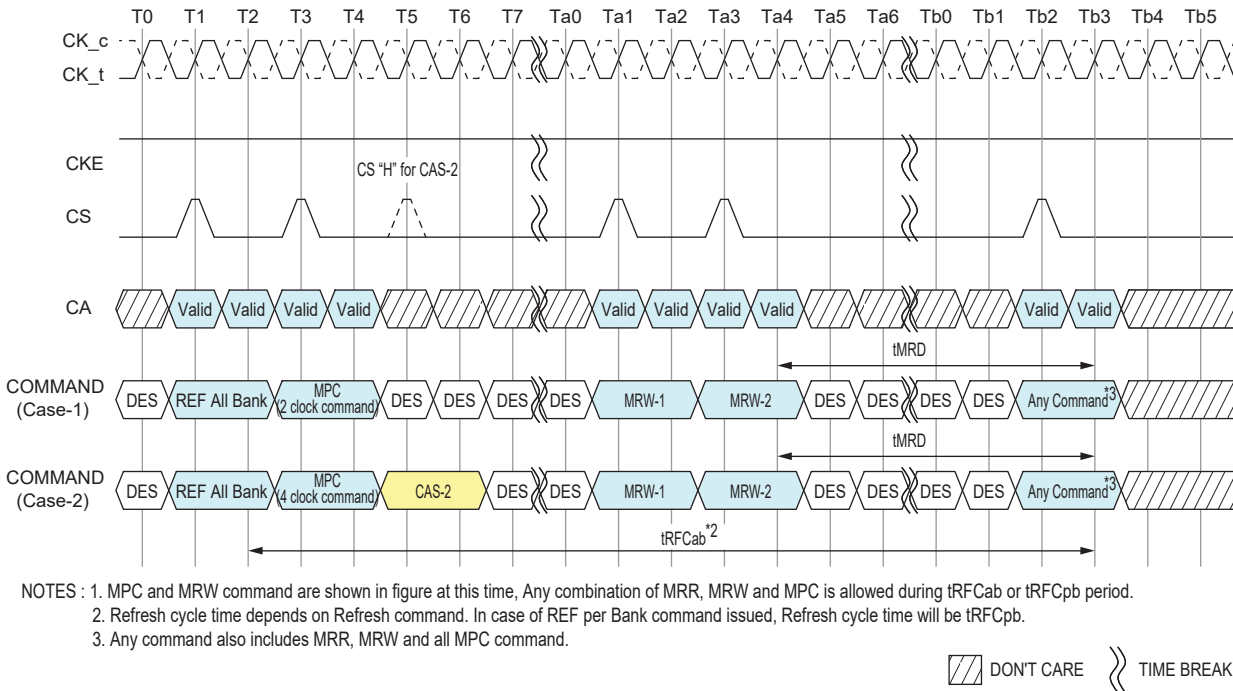 T0 T1 T2 T3 T4 T5 T6 T7 Ta0 Ta1 Ta2 Ta3 Ta4 Ta5 Ta6 Tb0 Tb1 Tb2 Tb3 Tb4 Tb5
CK_c
CK_t
CKE
CS “H” for CAS-2
CS
CA Valid Valid Valid Valid Valid Valid Valid Valid Valid Valid
tMRD
COMMAND
(Case-1)
DES REF All Bank MPC
(2 clock command) DES DES DES DES MRW-1 MRW-2 DES DES DES DES Any Command*3
tMRD
COMMAND
(Case-2)
DES REF All Bank MPC
(4 clock command) CAS-2 DES DES MRW-1 MRW-2 DES DES DES DES Any Command*3
tRFCab*2
NOTES : 1. MPC and MRW command are shown in figure at this time, Any combination of MRR, MRW and MPC is allowed during tRFCab or tRFCpb period.
2. Refresh cycle time depends on Refresh command. In case of REF per Bank command issued, Refresh cycle time will be tRFCpb.
3. Any command also includes MRR, MRW and all MPC command.
DON'T CARE TIME BREAK